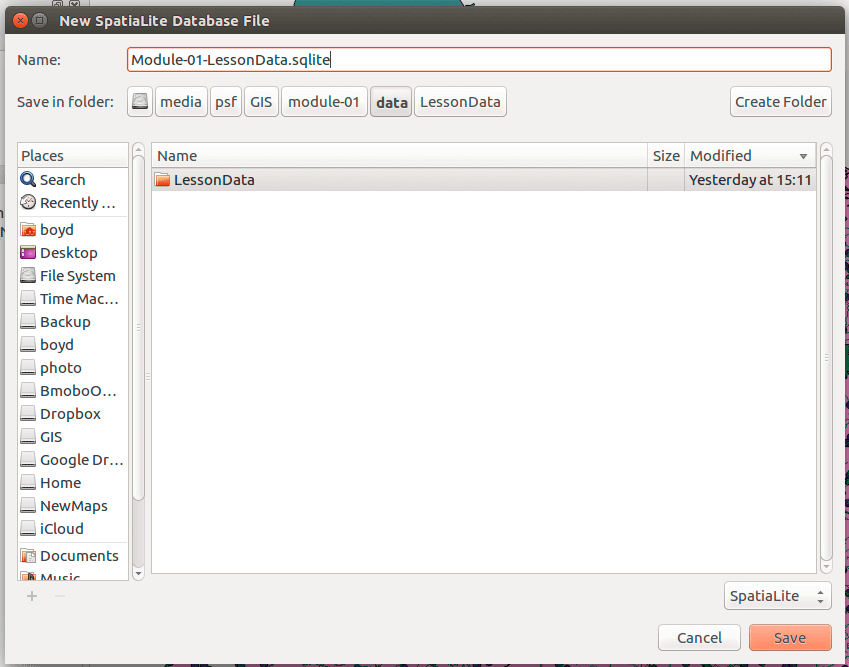 New SpatiaLite Database File
Name: Module-01-LessonData.sqlite
Save in folder: media psf GIS module-01 data LessonData Create Folder
Places Name Size Modified
Search LessonData Yesterday at 15:11
Recently ...
boyd
Desktop
File System
Time Mac...
Backup
boyd
photo
BmoboO...
Dropbox
GIS
Google Dr...
Home
NewMaps
iCloud
Documents
Music
SpatiaLite
Cancel Save